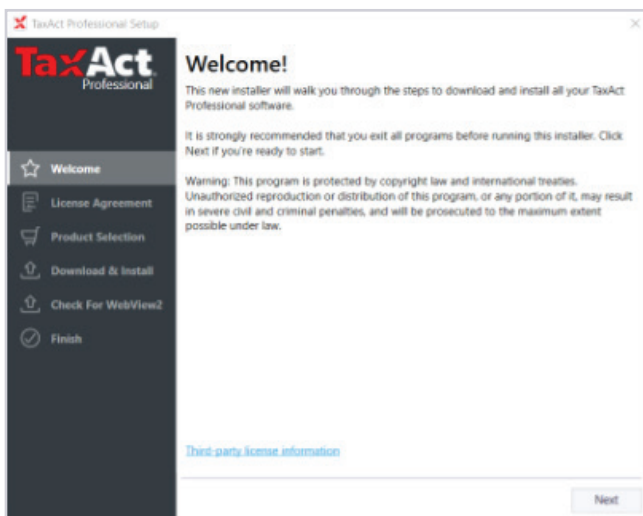 TaxAct Professional Setup
TaxAct.
Professional
Welcome
License Agreement
Product Selection
Download & Install
Check For WebView2
Finish
Welcome!
This new installer will walk you through the steps to download and install all your TaxAct
Professional software.
It is strongly recommended that you exit all programs before running this installer. Click
Next if you're ready to start.
Warning: This program is protected by copyright law and international treaties.
Unauthorized reproduction or distribution of this program, or any portion of it, may result
in severe civil and criminal penalties, and will be prosecuted to the maximum extent
possible under law.
Third-party license information
Next